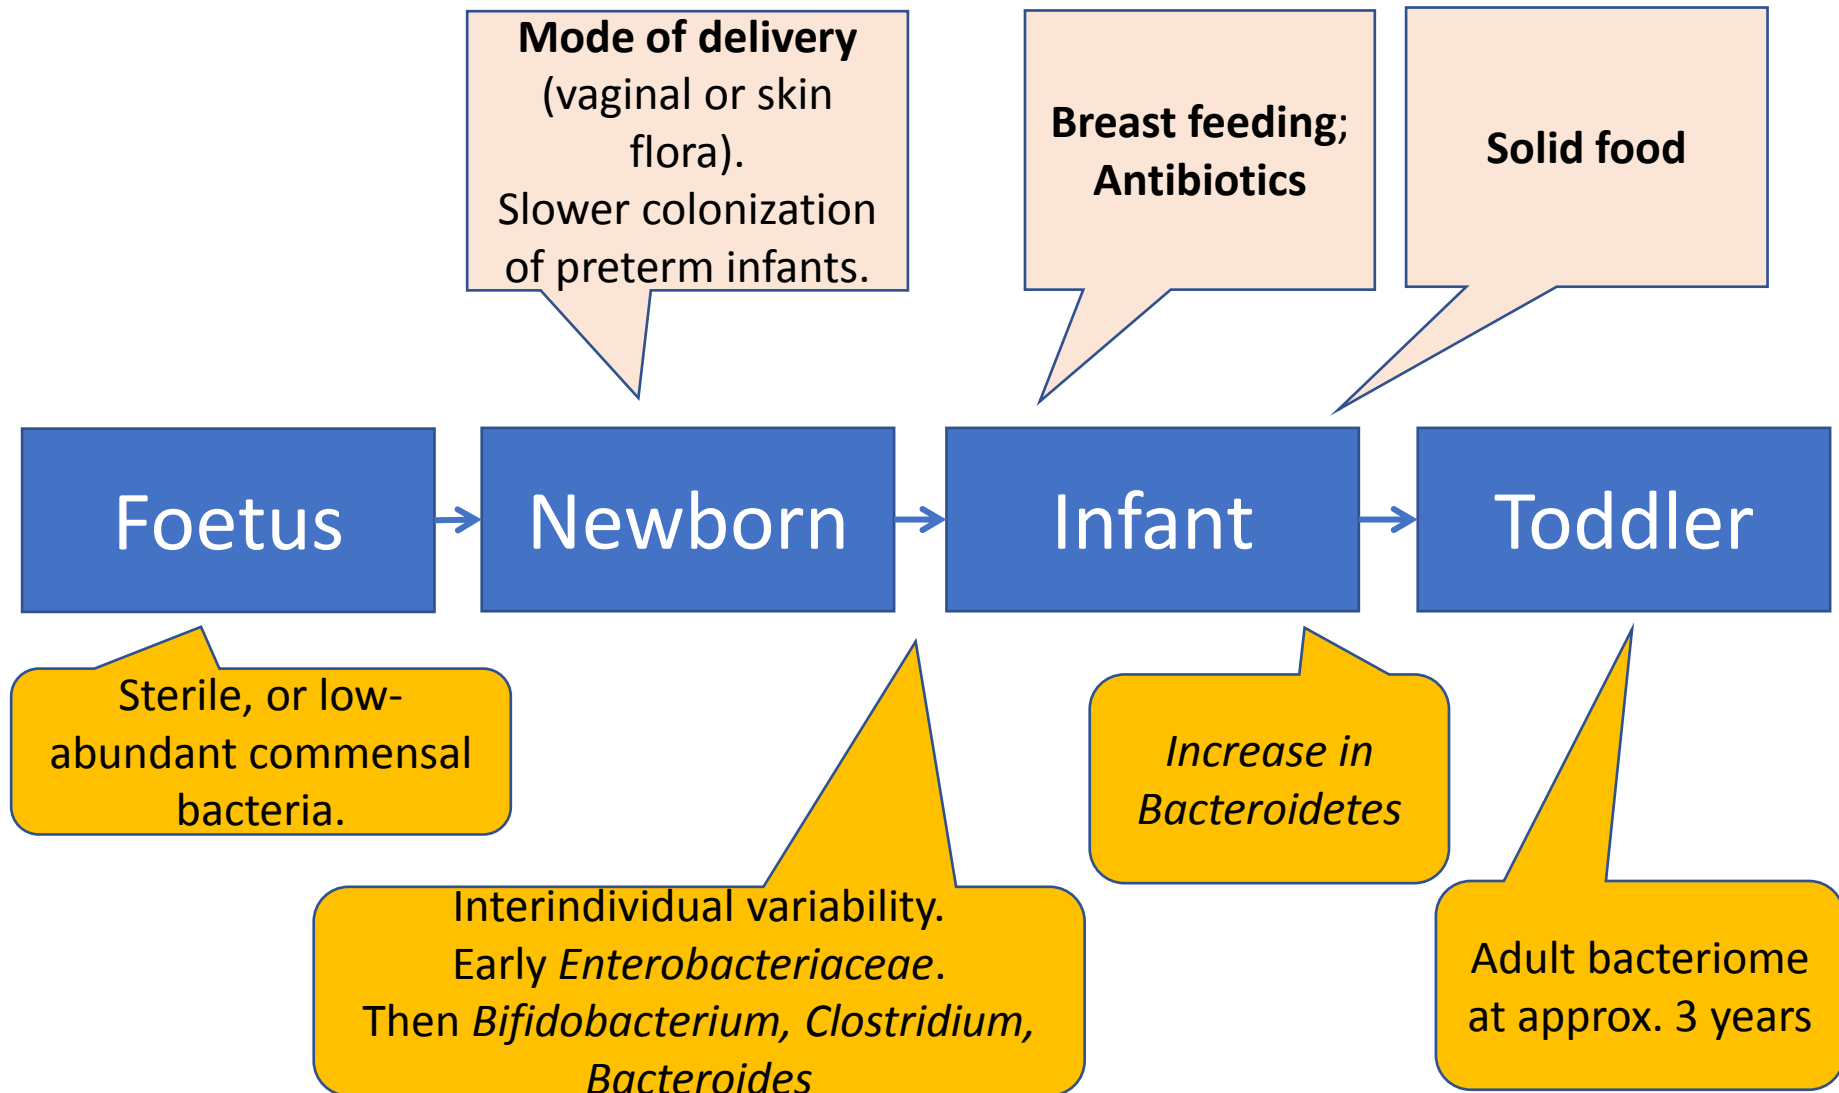 Mode of delivery
(vaginal or skin
flora).
Slower colonization
of preterm infants.
Breast feeding;
Antibiotics
Solid food
Foetus
Newborn
Infant
Toddler
Sterile, or low-
abundant commensal
bacteria.
Interindividual variability.
Early Enterobacteriaceae.
Then Bifidobacterium, Clostridium,
Bacteroides
Increase in
Bacteroidetes
Adult bacteriome
at approx. 3 years